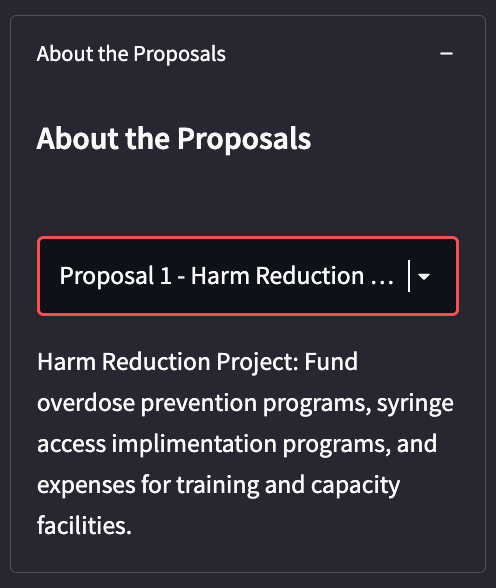 About the Proposals
About the Proposals
Proposal 1 - Harm Reduction ...
Harm Reduction Project: Fund
overdose prevention programs, syringe
access implimentation programs, and
expenses for training and capacity
facilities.